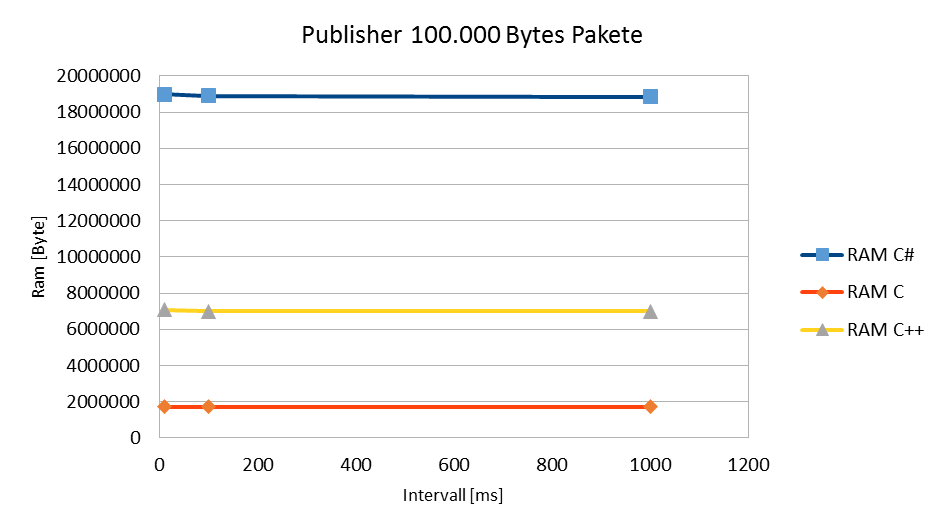 Publisher 100.000 Bytes Pakete
20000000
18000000
16000000
14000000
12000000
10000000
8000000
6000000
4000000
2000000
0
Ram [Byte]
0 200 400 600 800 1000 1200
Intervall [ms]
RAM C#
RAM C
RAM C++